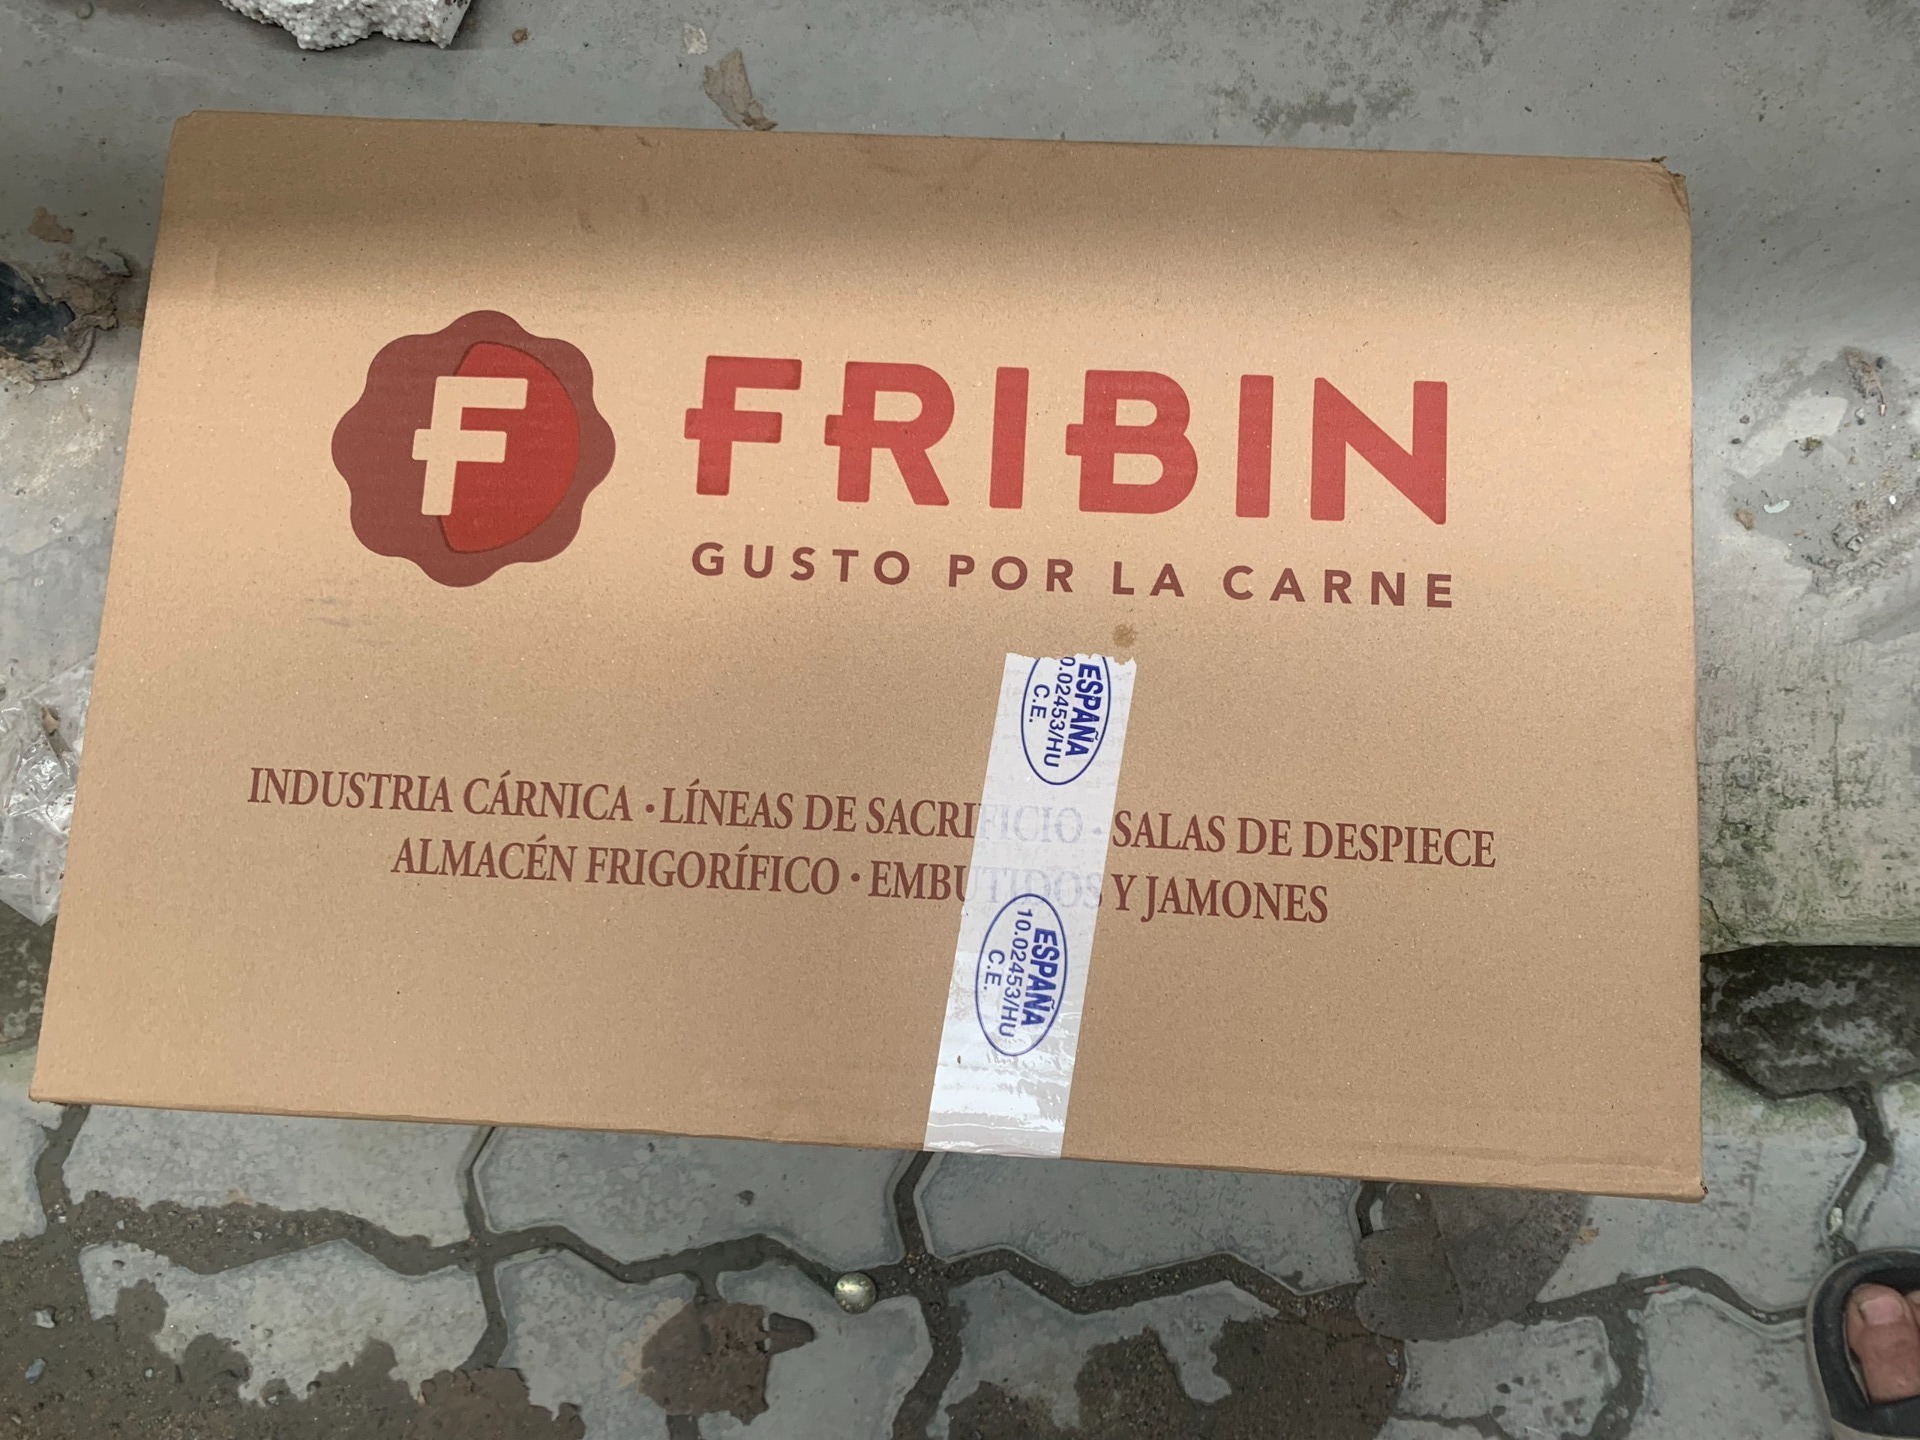 F
FRIBIN
GUSTO POR LA CARNE
ESPAÑA
0.02453/HU
C.E.
INDUSTRIA CÁRNICA · LÍNEAS DE SACRIFICIO · SALAS DE DESPIECE
ALMACÉN FRIGORÍFICO · EMBUTIDOS Y JAMONES
ESPAÑA
10.02453/HU
C.E.